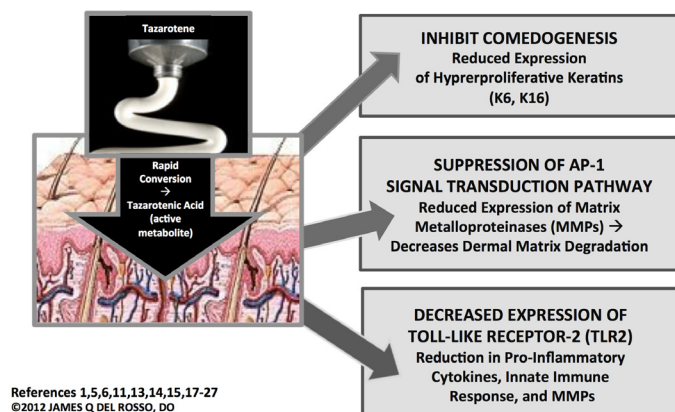 Tazarotene
Rapid
Conversion
→
Tazarotenic Acid
(active
metabolite)
INHIBIT COMEDOGENESIS
Reduced Expression
of Hyprerproliferative Keratins
(K6, K16)
SUPPRESSION OF AP-1
SIGNAL TRANSDUCTION PATHWAY
Reduced Expression of Matrix
Metalloproteinases (MMPs) →
Decreases Dermal Matrix Degradation
DECREASED EXPRESSION OF
TOLL-LIKE RECEPTOR-2 (TLR2)
Reduction in Pro-Inflammatory
Cytokines, Innate Immune
Response, and MMPs
References 1,5,6,11,13,14,15,17-27
©2012 JAMES Q DEL ROSSO, DO